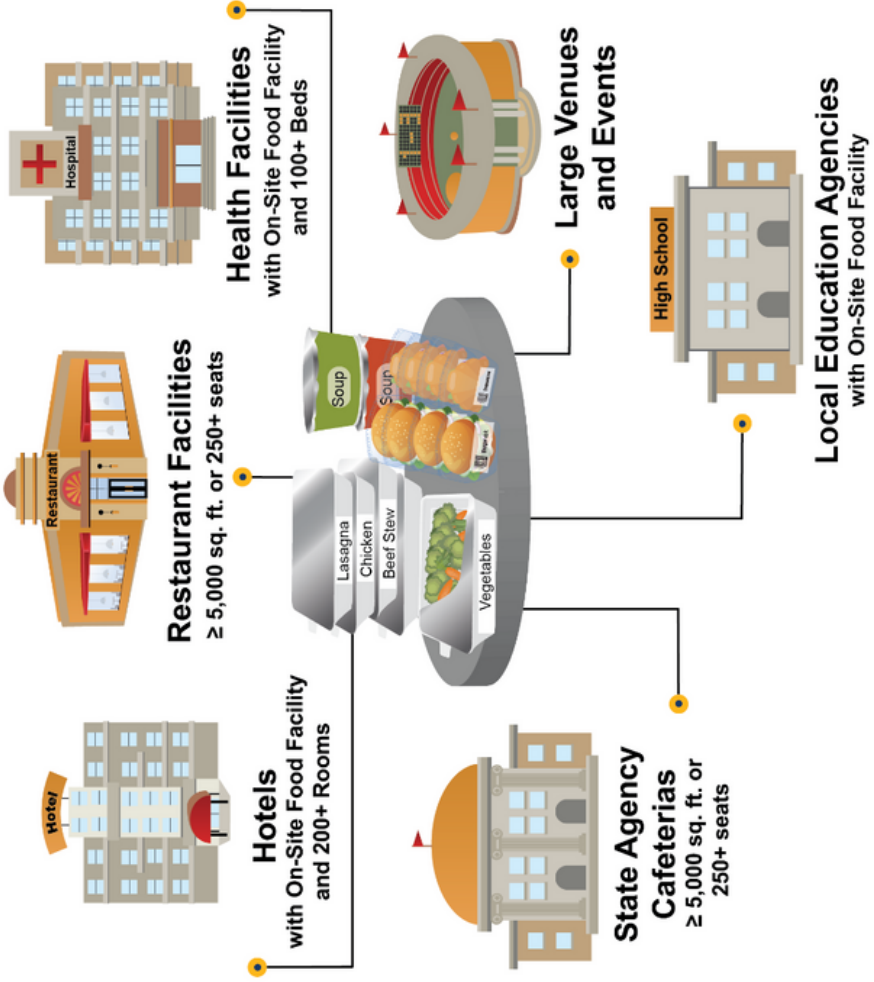 Hotel
Hotels
with On-Site Food Facility
and 200+ Rooms
Restaurant
Restaurant Facilities
≥ 5,000 sq. ft. or 250+ seats
Hospital
Health Facilities
with On-Site Food Facility
and 100+ Beds
Lasagna
Chicken
Beef Stew
Vegetables
Soup
Soup
State Agency
Cafeterias
≥ 5,000 sq. ft. or
250+ seats
High School
Local Education Agencies
with On-Site Food Facility
Large Venues
and Events